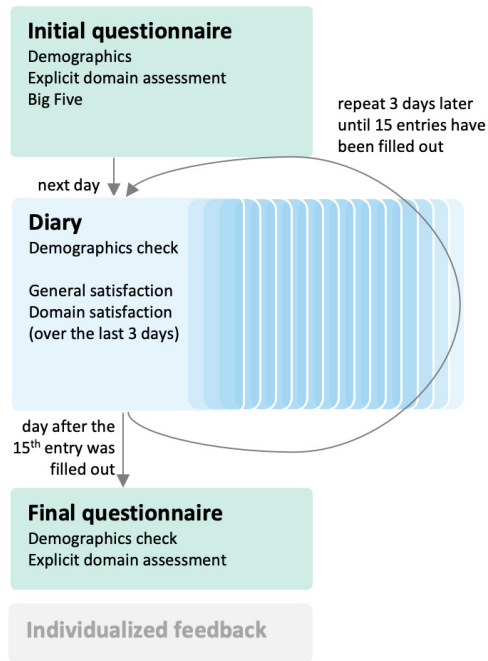 Initial questionnaire
Demographics
Explicit domain assessment
Big Five
repeat 3 days later
until 15 entries have
been filled out
next day
Diary
Demographics check
General satisfaction
Domain satisfaction
(over the last 3 days)
day after the
15th entry was
filled out
Final questionnaire
Demographics check
Explicit domain assessment
Individualized feedback